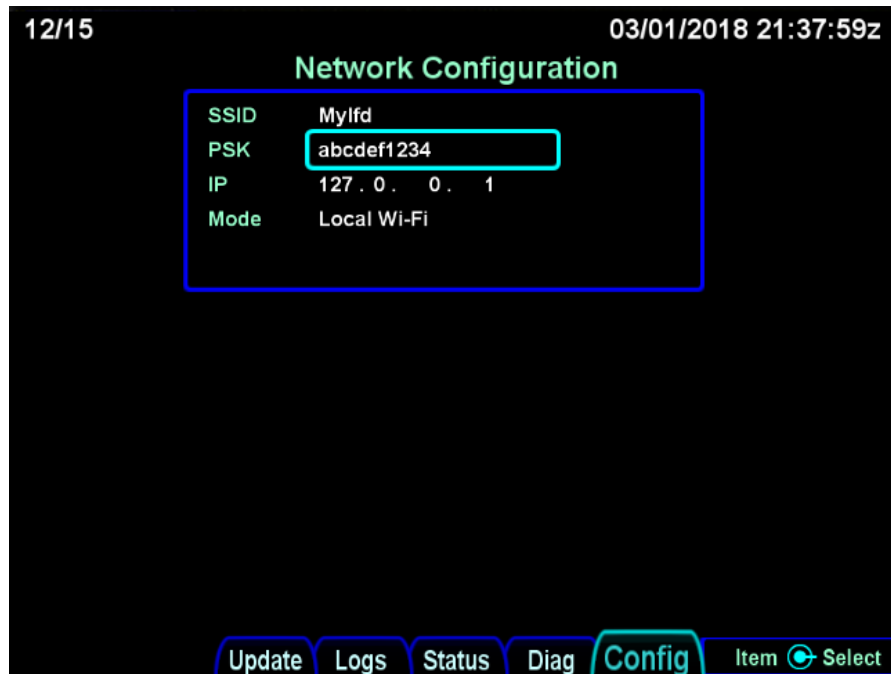 12/15 03/01/2018 21:37:59z
Network Configuration
SSID MyIfd
PSK abcdef1234
IP 127 . 0 . 0 . 1
Mode Local Wi-Fi
Update Logs Status Diag Config Item Select